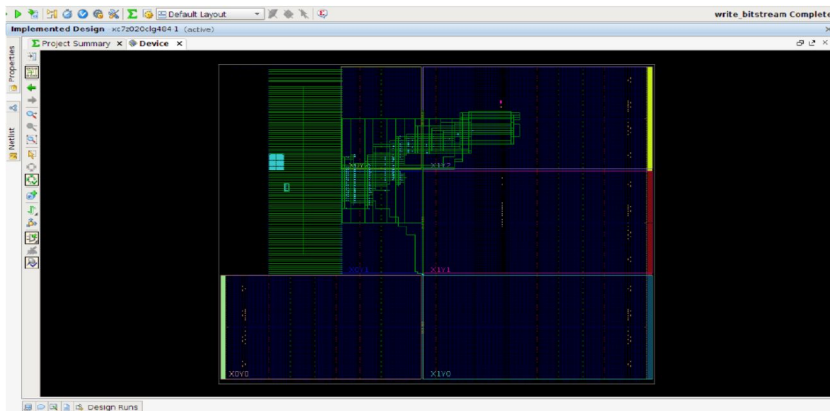 Default Layout
write_bitstream Complete
Implemented Design - xc7z020clg484-1 (active)
Σ Project Summary × Device ×
Properties
Netlist
X0Y2
X1Y2
X0Y1
X1Y1
X0Y0
X1Y0
Design Runs